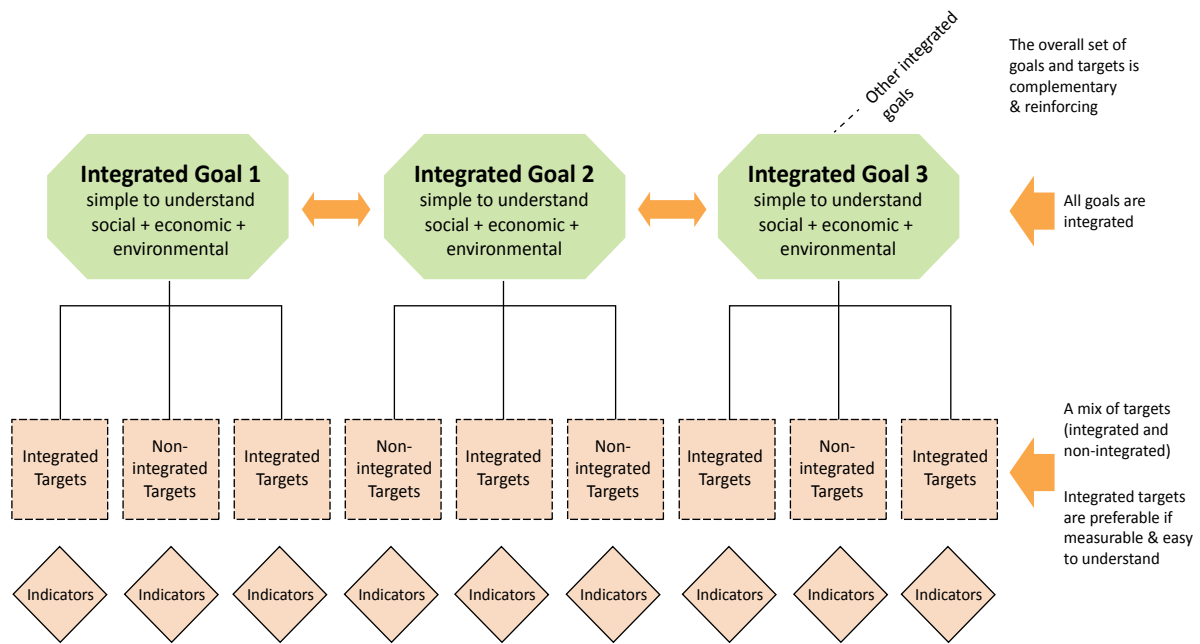 Other integrated
goals
The overall set of
goals and targets is
complementary
& reinforcing
Integrated Goal 1
simple to understand
social + economic +
environmental
Integrated Goal 2
simple to understand
social + economic +
environmental
Integrated Goal 3
simple to understand
social + economic +
environmental
All goals are
integrated
Integrated
Targets
Non-
integrated
Targets
Integrated
Targets
Non-
integrated
Targets
Integrated
Targets
Non-
integrated
Targets
Integrated
Targets
Non-
integrated
Targets
Integrated
Targets
A mix of targets
(integrated and
non-integrated)
Integrated targets
are preferable if
measurable & easy
to understand
Indicators
Indicators
Indicators
Indicators
Indicators
Indicators
Indicators
Indicators
Indicators